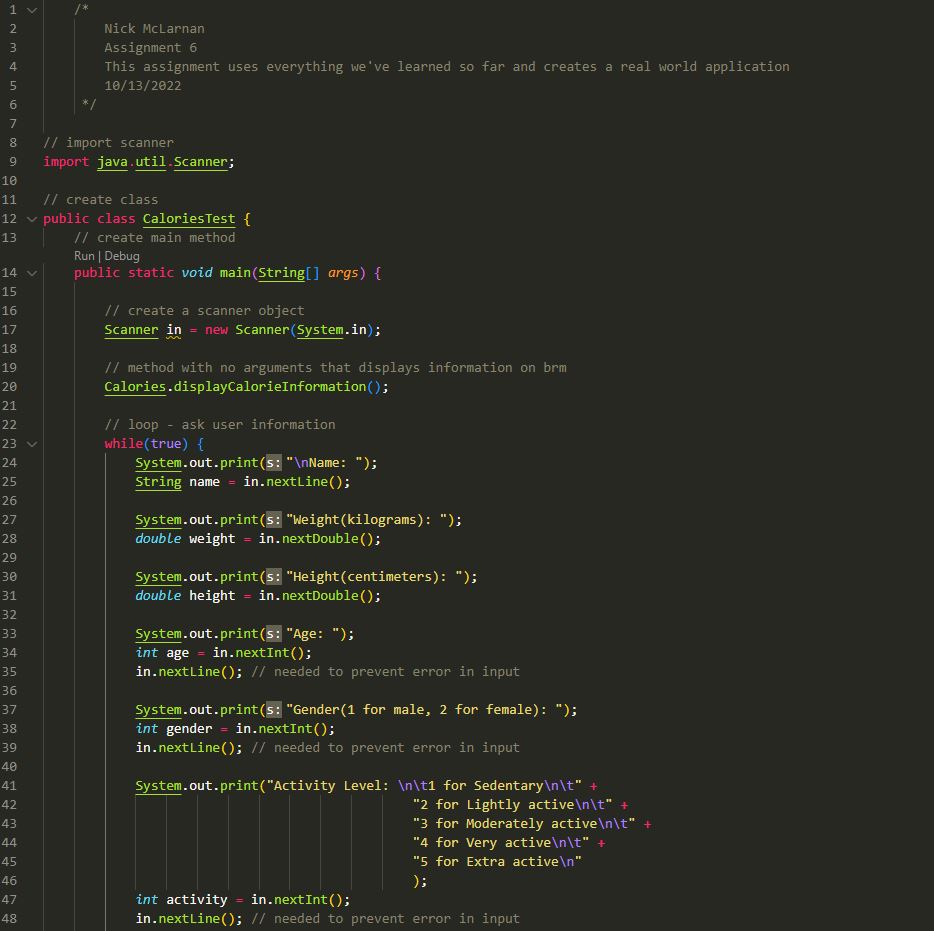 1 /*
2 Nick McLarnan
3 Assignment 6
4 This assignment uses everything we've learned so far and creates a real world application
5 10/13/2022
6 */
7
8 // import scanner
9 import java.util.Scanner;
10
11 // create class
12 public class CaloriesTest {
13 // create main method
Run | Debug
14 public static void main(String[] args) {
15
16 // create a scanner object
17 Scanner in = new Scanner(System.in);
18
19 // method with no arguments that displays information on brm
20 Calories.displayCalorieInformation();
21
22 // loop - ask user information
23 while(true) {
24 System.out.print(s: "\nName: ");
25 String name = in.nextLine();
26
27 System.out.print(s: "Weight(kilograms): ");
28 double weight = in.nextDouble();
29
30 System.out.print(s: "Height(centimeters): ");
31 double height = in.nextDouble();
32
33 System.out.print(s: "Age: ");
34 int age = in.nextInt();
35 in.nextLine(); // needed to prevent error in input
36
37 System.out.print(s: "Gender(1 for male, 2 for female): ");
38 int gender = in.nextInt();
39 in.nextLine(); // needed to prevent error in input
40
41 System.out.print("Activity Level: \n\t1 for Sedentary\n\t" +
42 "2 for Lightly active\n\t" +
43 "3 for Moderately active\n\t" +
44 "4 for Very active\n\t" +
45 "5 for Extra active\n"
46 );
47 int activity = in.nextInt();
48 in.nextLine(); // needed to prevent error in input